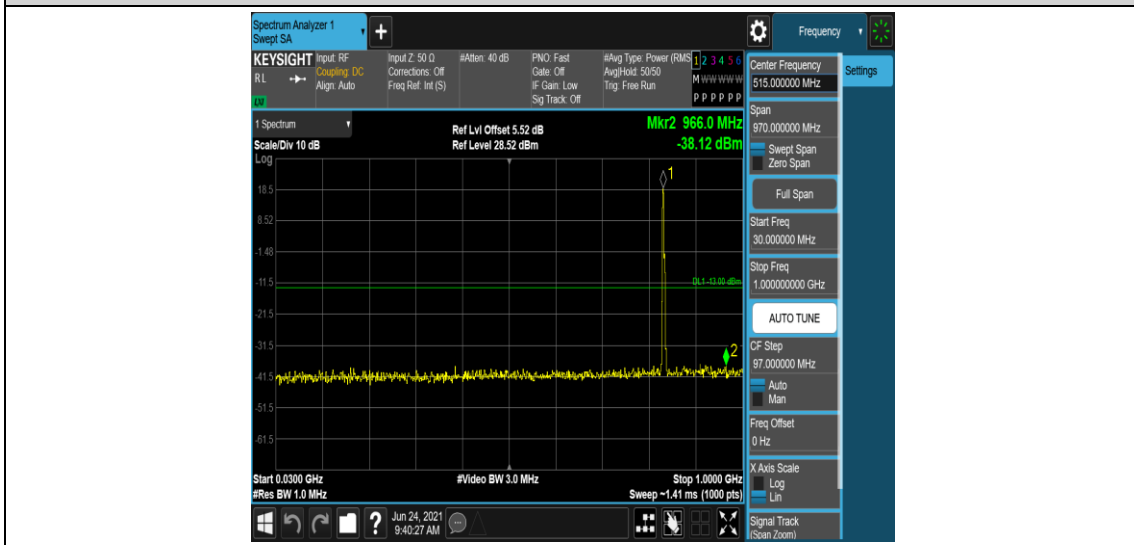 Spectrum Analyzer 1
Swept SA
+
Frequency
KEYSIGHT
RL
Input: RF
Coupling: DC
Align: Auto
Input Z: 50 Ω
Corrections: Off
Freq Ref: Int (S)
#Atten: 40 dB
PNO: Fast
Gate: Off
IF Gain: Low
Sig Track: Off
#Avg Type: Power (RMS
Avg|Hold: 50/50
Trig: Free Run
1 2 3 4 5 6
M W W W W W
P P P P P P
Center Frequency
515.000000 MHz
Settings
1 Spectrum
Ref Lvl Offset 5.52 dB
Mkr2 966.0 MHz
Scale/Div 10 dB
Ref Level 28.52 dBm
-38.12 dBm
Log
1
18.5
8.52
-1.48
-11.5
DL1 -13.00 dBm
-21.5
-31.5
2
-41.5
-51.5
-61.5
Start 0.0300 GHz
#Video BW 3.0 MHz
Stop 1.0000 GHz
#Res BW 1.0 MHz
Sweep ~1.41 ms (1000 pts)
Span
970.000000 MHz
Swept Span
Zero Span
Full Span
Start Freq
30.000000 MHz
Stop Freq
1.000000000 GHz
AUTO TUNE
CF Step
97.000000 MHz
Auto
Man
Freq Offset
0 Hz
X Axis Scale
Log
Lin
Signal Track
(Span Zoom)
?
Jun 24, 2021
9:40:27 AM